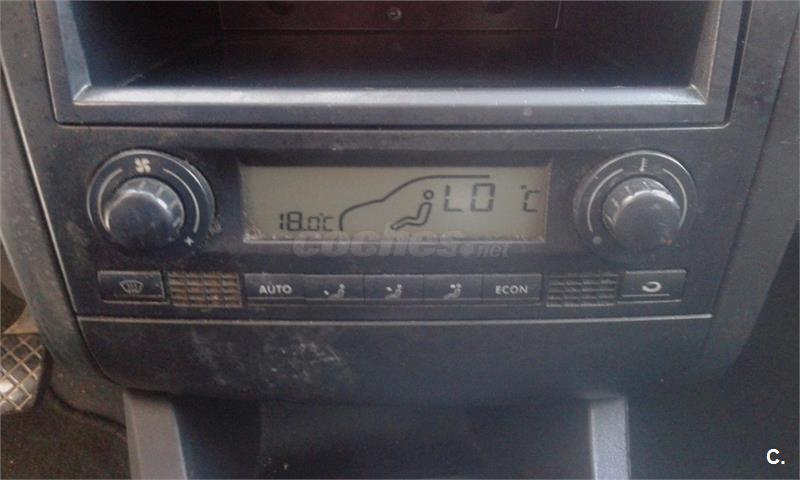 LO °C
18.0°C
coches.net
AUTO
ECON
C.